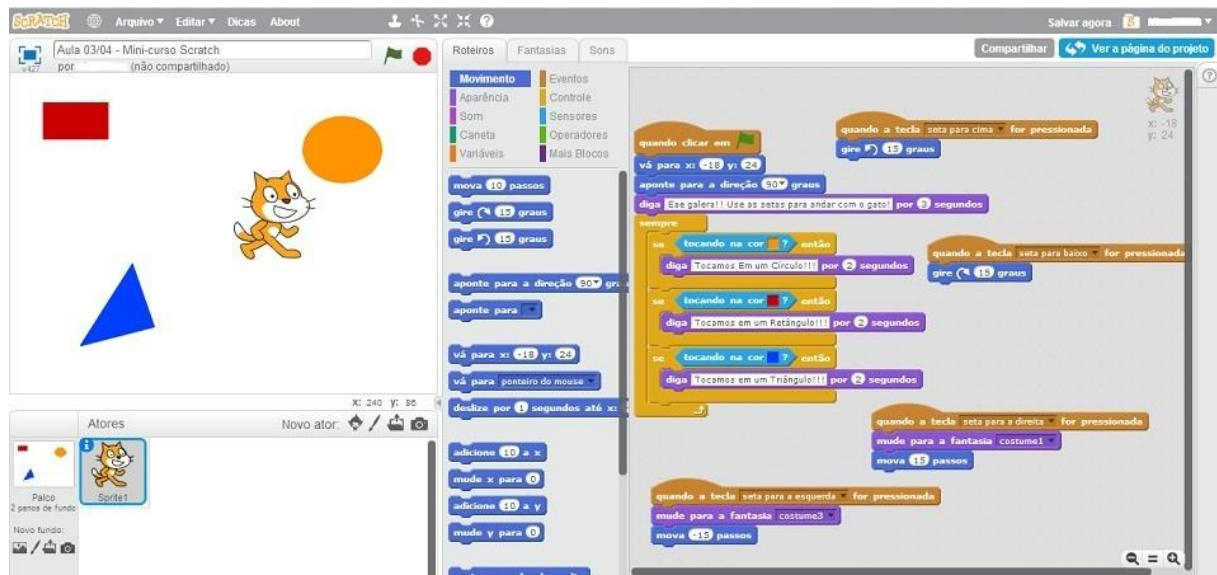 SCRATCH Arquivo Editar Dicas About Salvar agora
Aula 03/04 - Mini-curso Scratch
v427 por (não compartilhado)
X: 240 y:
Atores Novo ator:
Palco
2 panos de fundo
Sprite1
Novo fundo:
Roteiros Fantasias Sons
Compartilhar Ver a página do projeto
Movimento Eventos
Aparência Controle
Som Sensores
Caneta Operadores
Variáveis Mais Blocos
mova 10 passos
gire 15 graus
gire 15 graus
aponte para a direção 90 gra
aponte para
vá para x: -18 y: 24
vá para ponteiro do mouse
deslize por 1 segundos até x:
adicione 10 a x
mude x para 0
adicione 10 a y
mude y para 0
quando clicar em
vá para x: -18 y: 24
aponte para a direção 90 graus
diga Eae galera!! Use as setas para andar com o gato! por segundos
sempre
se tocando na cor ? então
diga Tocamos Em um Círculo!!! por 2 segundos
se tocando na cor ? então
diga Tocamos em um Retângulo!!! por 2 segundos
se tocando na cor ? então
diga Tocamos em um Triângulo!!! por 2 segundos
quando a tecla seta para cima for pressionada
gire 15 graus
x: -18
y: 24
quando a tecla seta para baixo for pressionada
gire 15 graus
quando a tecla seta para a direita for pressionada
mude para a fantasia costume1
mova 15 passos
quando a tecla seta para a esquerda for pressionada
mude para a fantasia costume3
mova -15 passos